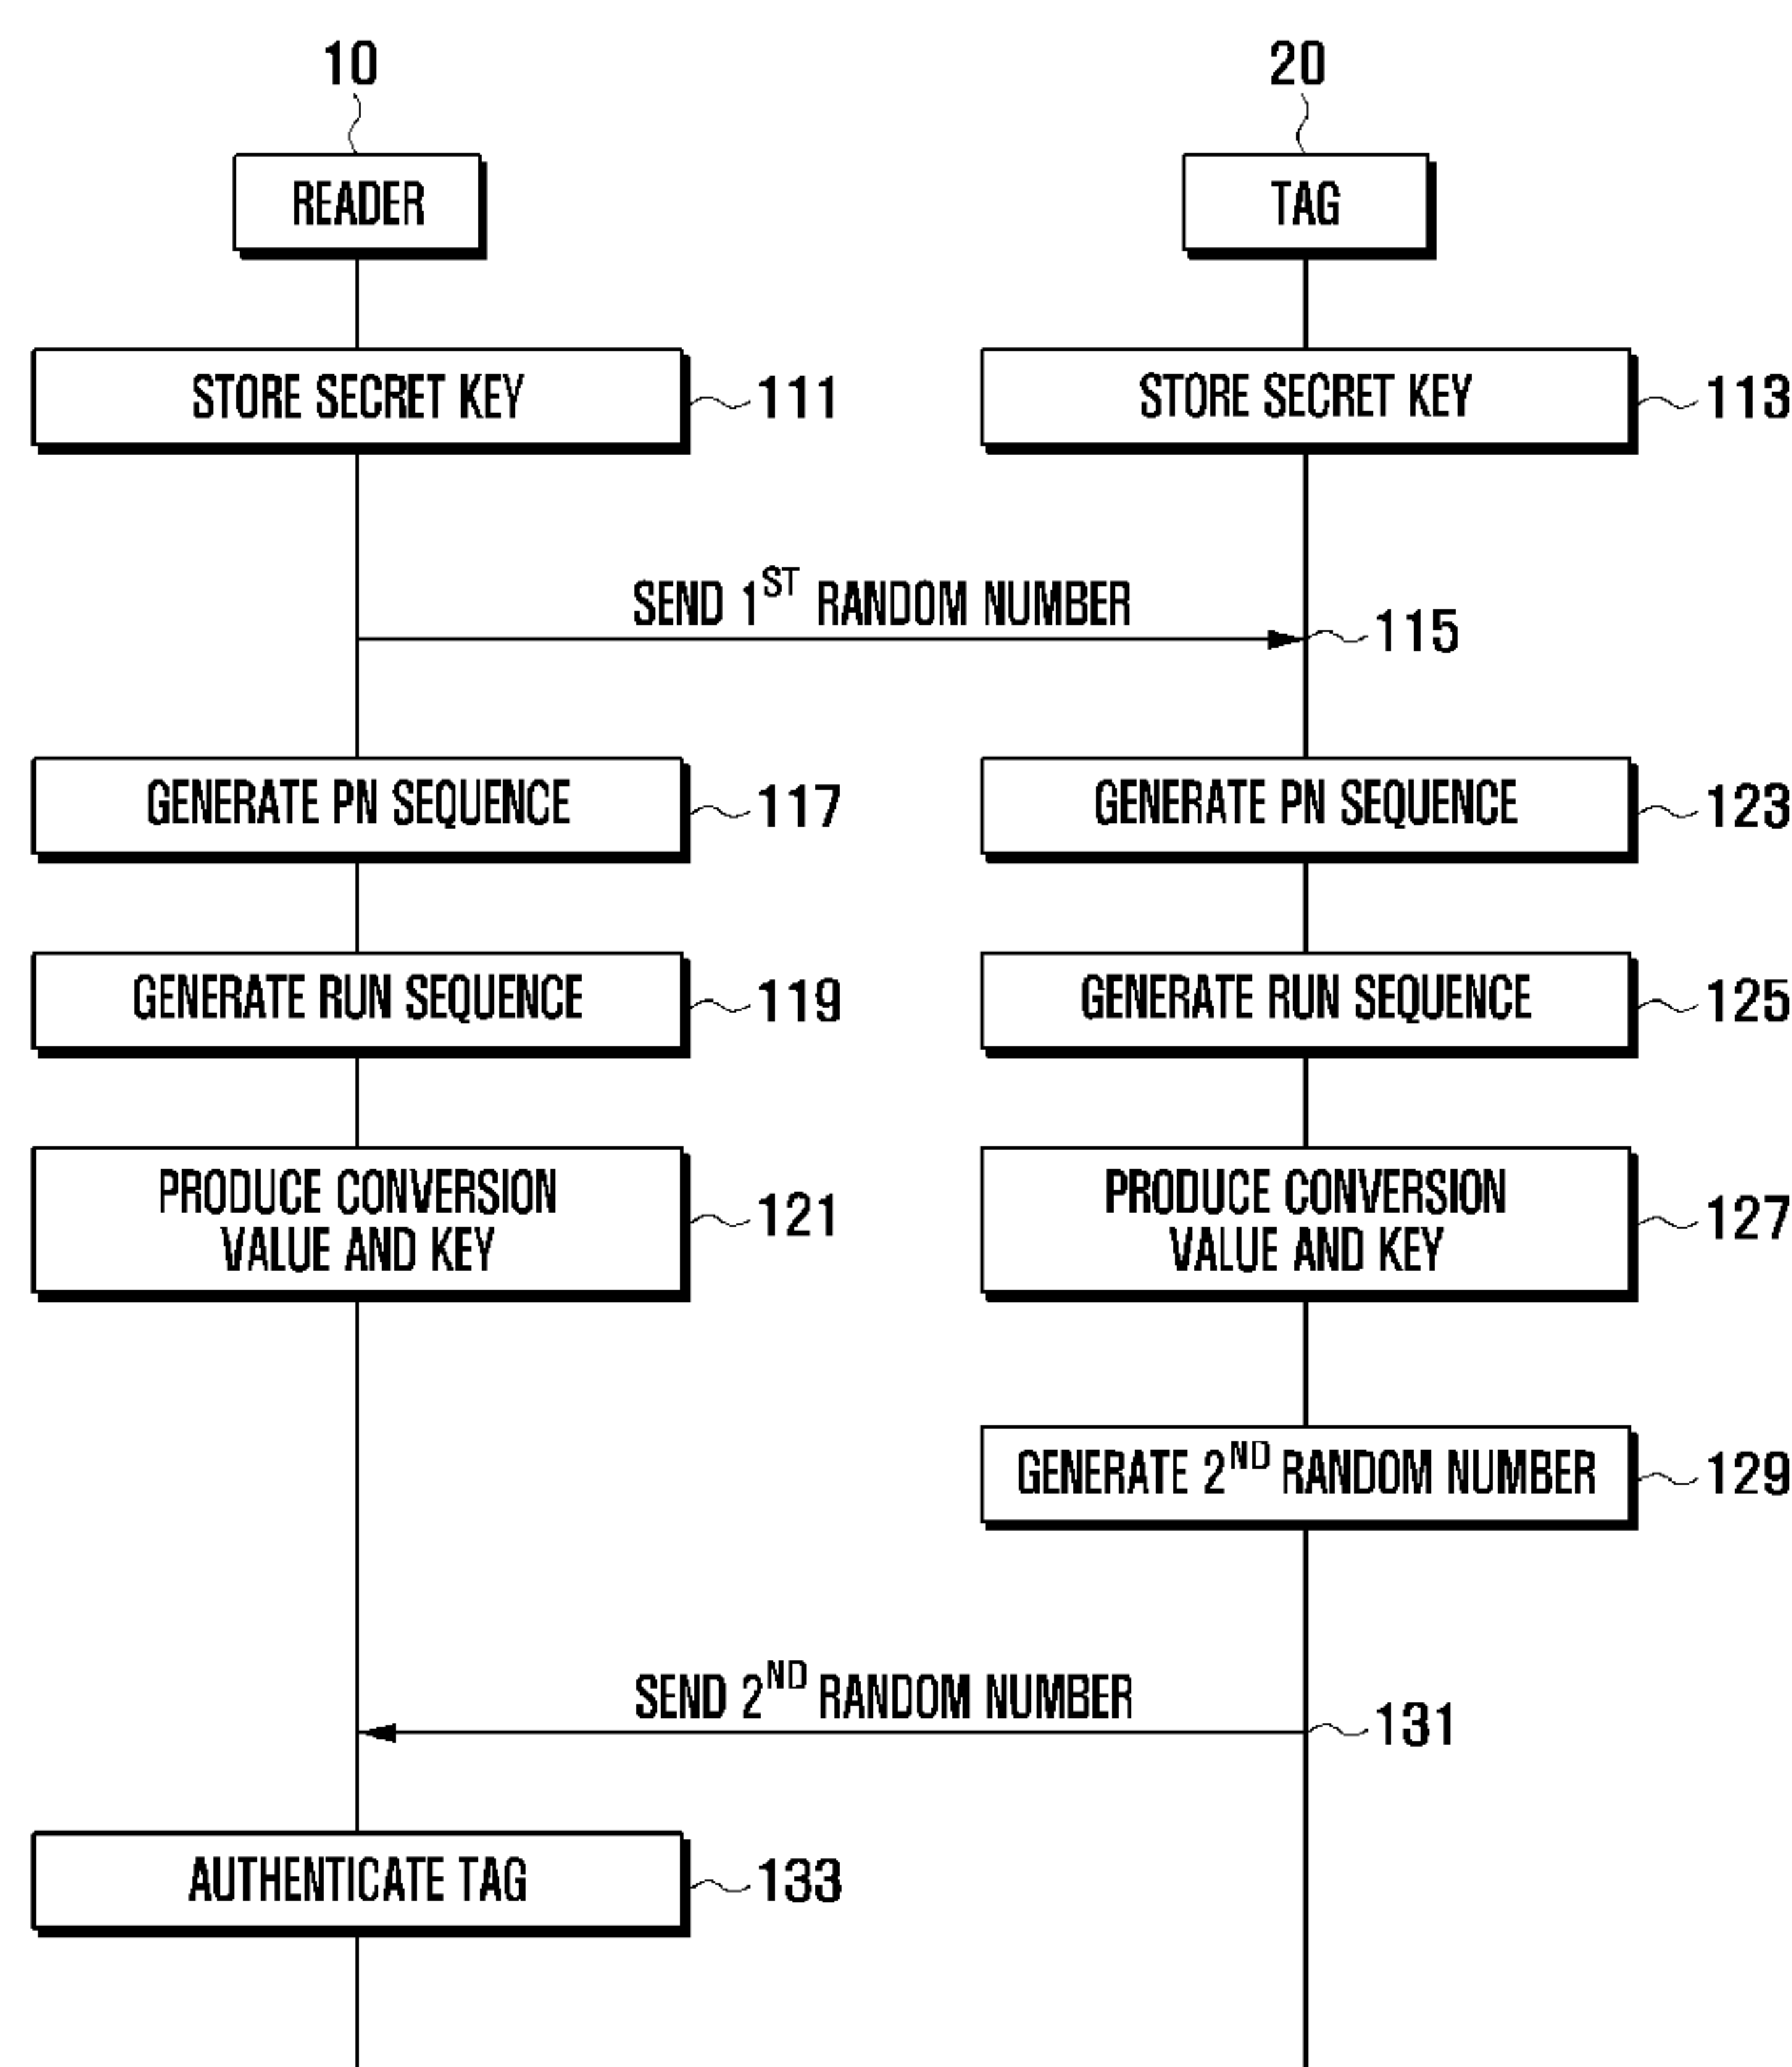 10
20
READER
TAG
STORE SECRET KEY
111
STORE SECRET KEY
113
SEND 1ST RANDOM NUMBER
115
GENERATE PN SEQUENCE
117
GENERATE PN SEQUENCE
123
GENERATE RUN SEQUENCE
119
GENERATE RUN SEQUENCE
125
PRODUCE CONVERSION
VALUE AND KEY
121
PRODUCE CONVERSION
VALUE AND KEY
127
GENERATE 2ND RANDOM NUMBER
129
SEND 2ND RANDOM NUMBER
131
AUTHENTICATE TAG
133